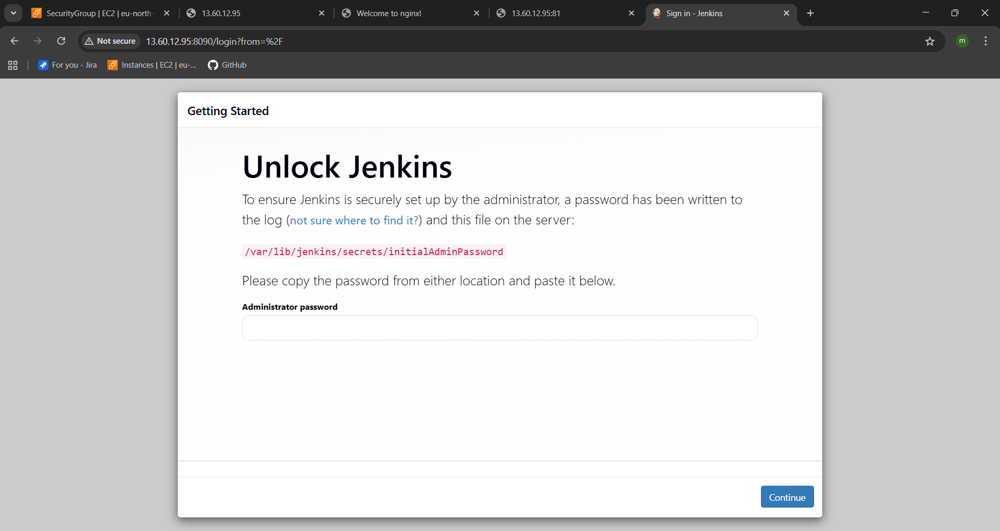 SecurityGroup | EC2 | eu-north-
13.60.12.95
Welcome to nginx!
13.60.12.95:81
Sign in - Jenkins
Not secure
13.60.12.95:8090/login?from=%2F
m
For you - Jira
Instances | EC2 | eu-...
GitHub
Getting Started
Unlock Jenkins
To ensure Jenkins is securely set up by the administrator, a password has been written to
the log (not sure where to find it?) and this file on the server:
/var/lib/jenkins/secrets/initialAdminPassword
Please copy the password from either location and paste it below.
Administrator password
Continue